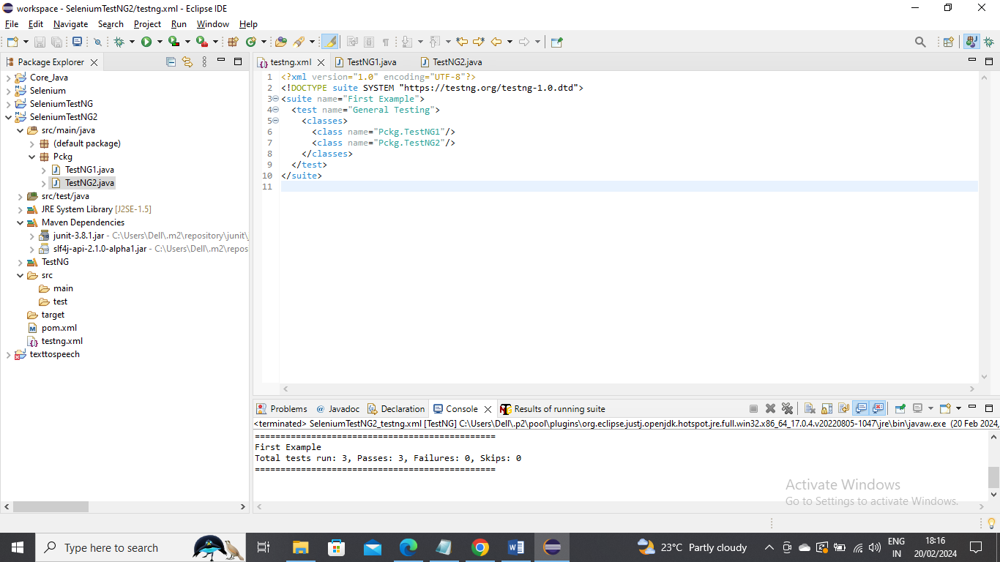 workspace - SeleniumTestNG2/testng.xml - Eclipse IDE
File Edit Navigate Search Project Run Window Help
Package Explorer
Core_Java
Selenium
SeleniumTestNG
SeleniumTestNG2
src/main/java
(default package)
Pckg
TestNG1.java
TestNG2.java
src/test/java
JRE System Library [J2SE-1.5]
Maven Dependencies
junit-3.8.1.jar - C:\Users\Dell\.m2\repository\junit\
slf4j-api-2.1.0-alpha1.jar - C:\Users\Dell\.m2\repos
TestNG
src
main
test
target
pom.xml
testng.xml
texttospeech
testng.xml TestNG1.java TestNG2.java
1 <?xml version="1.0" encoding="UTF-8"?>
2 <!DOCTYPE suite SYSTEM "https://testng.org/testng-1.0.dtd">
3 <suite name="First Example">
4 <test name="General Testing">
5 <classes>
6 <class name="Pckg.TestNG1"/>
7 <class name="Pckg.TestNG2"/>
8 </classes>
9 </test>
10 </suite>
11
Problems @ Javadoc Declaration Console Results of running suite
<terminated> SeleniumTestNG2_testng.xml [TestNG] C:\Users\Dell\.p2\pool\plugins\org.eclipse.justj.openjdk.hotspot.jre.full.win32.x86_64_17.0.4.v20220805-1047\jre\bin\javaw.exe (20 Feb 2024,
===============================================
First Example
Total tests run: 3, Passes: 3, Failures: 0, Skips: 0
===============================================
Activate Windows
Go to Settings to activate Windows.
Type here to search
23°C Partly cloudy
ENG
IN
18:16
20/02/2024